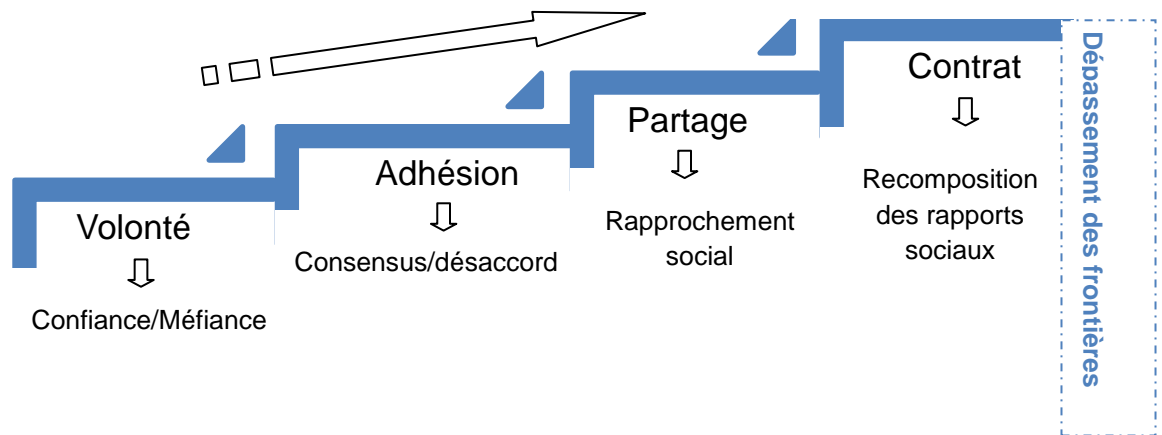 Volonté
Confiance/Méfiance
Adhésion
Consensus/désaccord
Partage
Rapprochement
social
Contrat
Recomposition
des rapports
sociaux
Dépassement des frontières